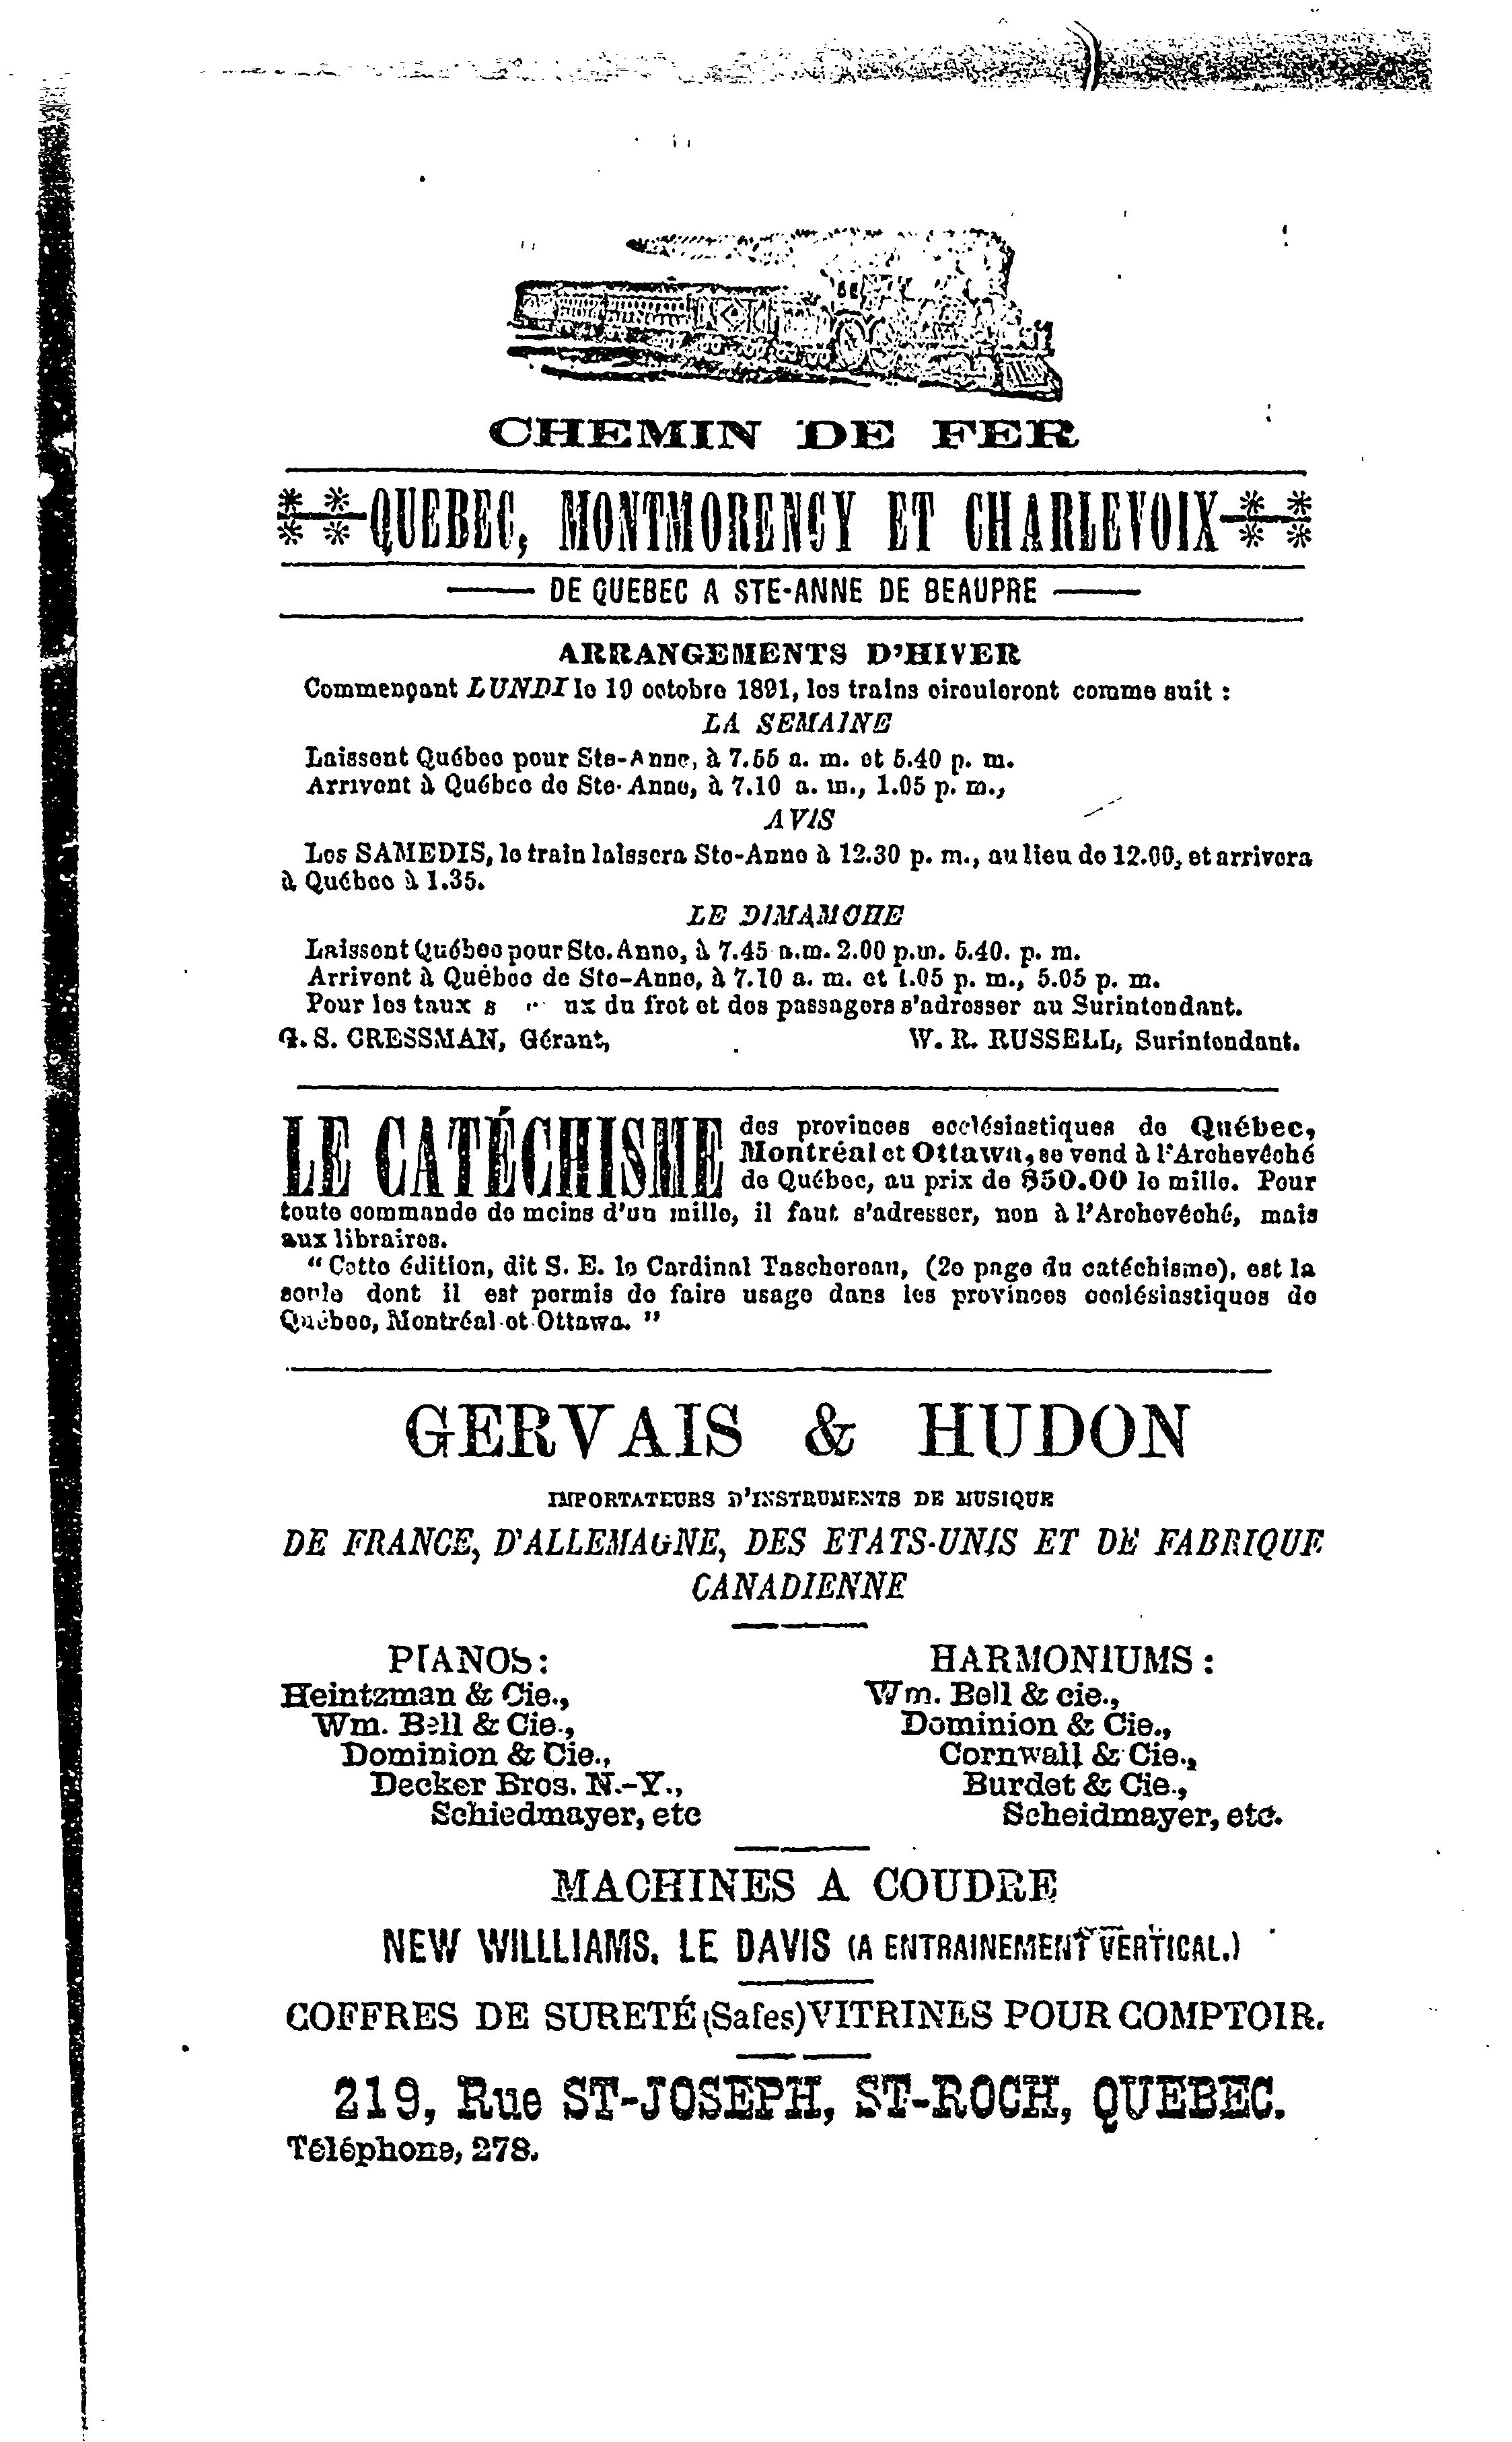 CHEMIN DE FER
QUEBEC, MONTMORENCY ET CHARLEVOIX
DE QUEBEC A STE-ANNE DE BEAUPRE
ARRANGEMENTS D'HIVER
Commençant LUNDI le 19 octobre 1891, les trains circuleront comme suit :
LA SEMAINE
Laissent Québec pour Ste-Anne, à 7.55 a. m. et 5.40 p. m.
Arrivent à Québec de Ste-Anne, à 7.10 a. m., 1.05 p. m.,
AVIS
Les SAMEDIS, le train laissera Ste-Anne à 12.30 p. m., au lieu de 12.00, et arrivera
à Québec à 1.35.
LE DIMAMCHE
Laissent Québec pour Ste. Anne, à 7.45 a.m. 2.00 p.m. 5.40. p. m.
Arrivent à Québec de Ste-Anne, à 7.10 a. m. et 1.05 p. m., 5.05 p. m.
Pour les taux du fret et des passagers s'adresser au Surintendant.
G. S. CRESSMAN, Gérant,
W. R. RUSSELL, Surintendant.
LE CATÉCHISME des provinces ecclésiastiques de Québec,
Montréal et Ottawa, se vend à l'Archevêché
de Québec, au prix de $50.00 le mille. Pour
toute commande de moins d'un mille, il faut s'adresser, non à l'Archevêché, mais
aux libraires.
" Cette édition, dit S. E. le Cardinal Taschereau, (2e page du catéchisme), est la
seule dont il est permis de faire usage dans les provinces ecclésiastiques de
Québec, Montréal et Ottawa. "
GERVAIS & HUDON
IMPORTATEURS D'INSTRUMENTS DE MUSIQUE
DE FRANCE, D'ALLEMAGNE, DES ETATS-UNIS ET DE FABRIQUE
CANADIENNE
PIANOS :
Heintzman & Cie.,
Wm. Bell & Cie.,
Dominion & Cie.,
Decker Bros. N.-Y.,
Schiedmayer, etc
HARMONIUMS :
Wm. Bell & cie.,
Dominion & Cie.,
Cornwall & Cie.,
Burdet & Cie.,
Scheidmayer, etc.
MACHINES A COUDRE
NEW WILLLIAMS. LE DAVIS (A ENTRAINEMENT VERTICAL.)
COFFRES DE SURETÉ (Safes) VITRINES POUR COMPTOIR.
219, Rue ST-JOSEPH, ST-ROCH, QUEBEC.
Téléphone, 278.